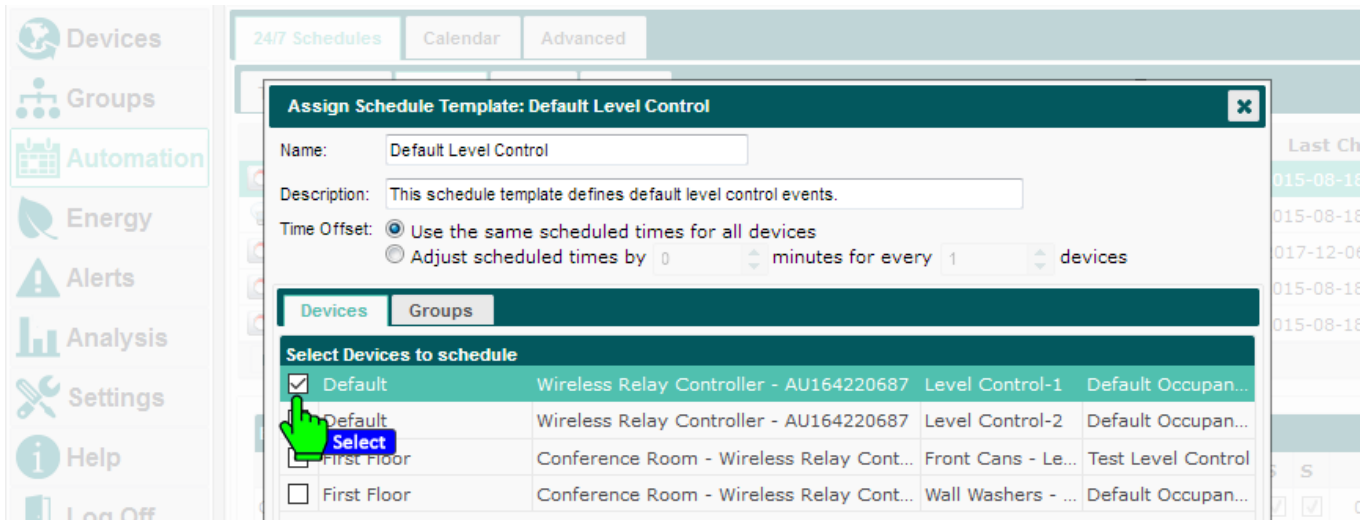 Devices
Groups
Automation
Energy
Alerts
Analysis
Settings
Help
Log Off
24/7 Schedules Calendar Advanced
Last Ch
015-08-18
015-08-18
2017-12-06
015-08-18
015-08-18
S S
Assign Schedule Template: Default Level Control
Name: Default Level Control
Description: This schedule template defines default level control events.
Time Offset: Use the same scheduled times for all devices
Adjust scheduled times by 0 minutes for every 1 devices
Devices Groups
Select Devices to schedule
Default Wireless Relay Controller - AU164220687 Level Control-1 Default Occupan...
Default Wireless Relay Controller - AU164220687 Level Control-2 Default Occupan...
Select
First Floor Conference Room - Wireless Relay Cont... Front Cans - Le... Test Level Control
First Floor Conference Room - Wireless Relay Cont... Wall Washers - ... Default Occupan...